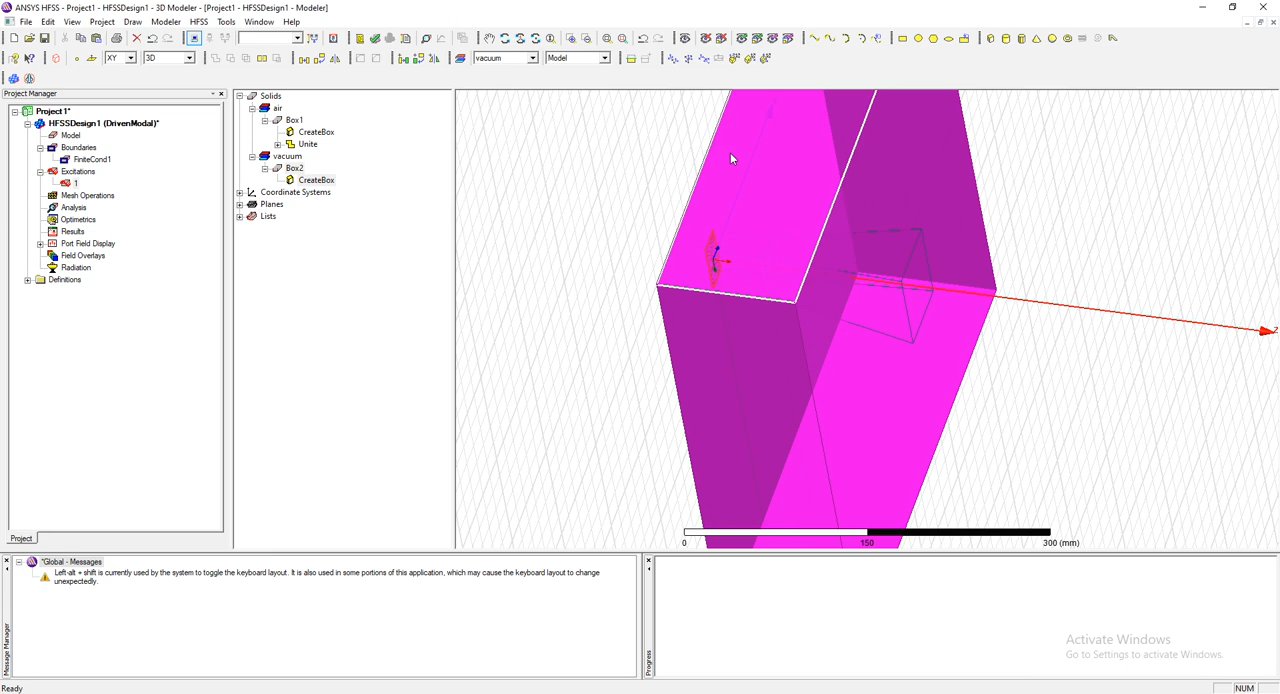 ANSYS HFSS - Project1 - HFSSDesign1 - 3D Modeler - [Project1 - HFSSDesign1 - Modeler]
File Edit View Project Draw Modeler HFSS Tools Window Help
XY 3D vacuum Model
Project Manager
Project1*
HFSSDesign1 (DrivenModal)*
Model
Boundaries
FiniteCond1
Excitations
1
Mesh Operations
Analysis
Optimetrics
Results
Port Field Display
Field Overlays
Radiation
Definitions
Project
Solids
air
Box1
CreateBox
Unite
vacuum
Box2
CreateBox
Coordinate Systems
Planes
Lists
0 150 300 (mm)
*Global - Messages
Left-alt + shift is currently used by the system to toggle the keyboard layout. It is also used in some portions of this application, which may cause the keyboard layout to change
unexpectedly.
Message Manager
Progress
Activate Windows
Go to Settings to activate Windows.
Ready NUM